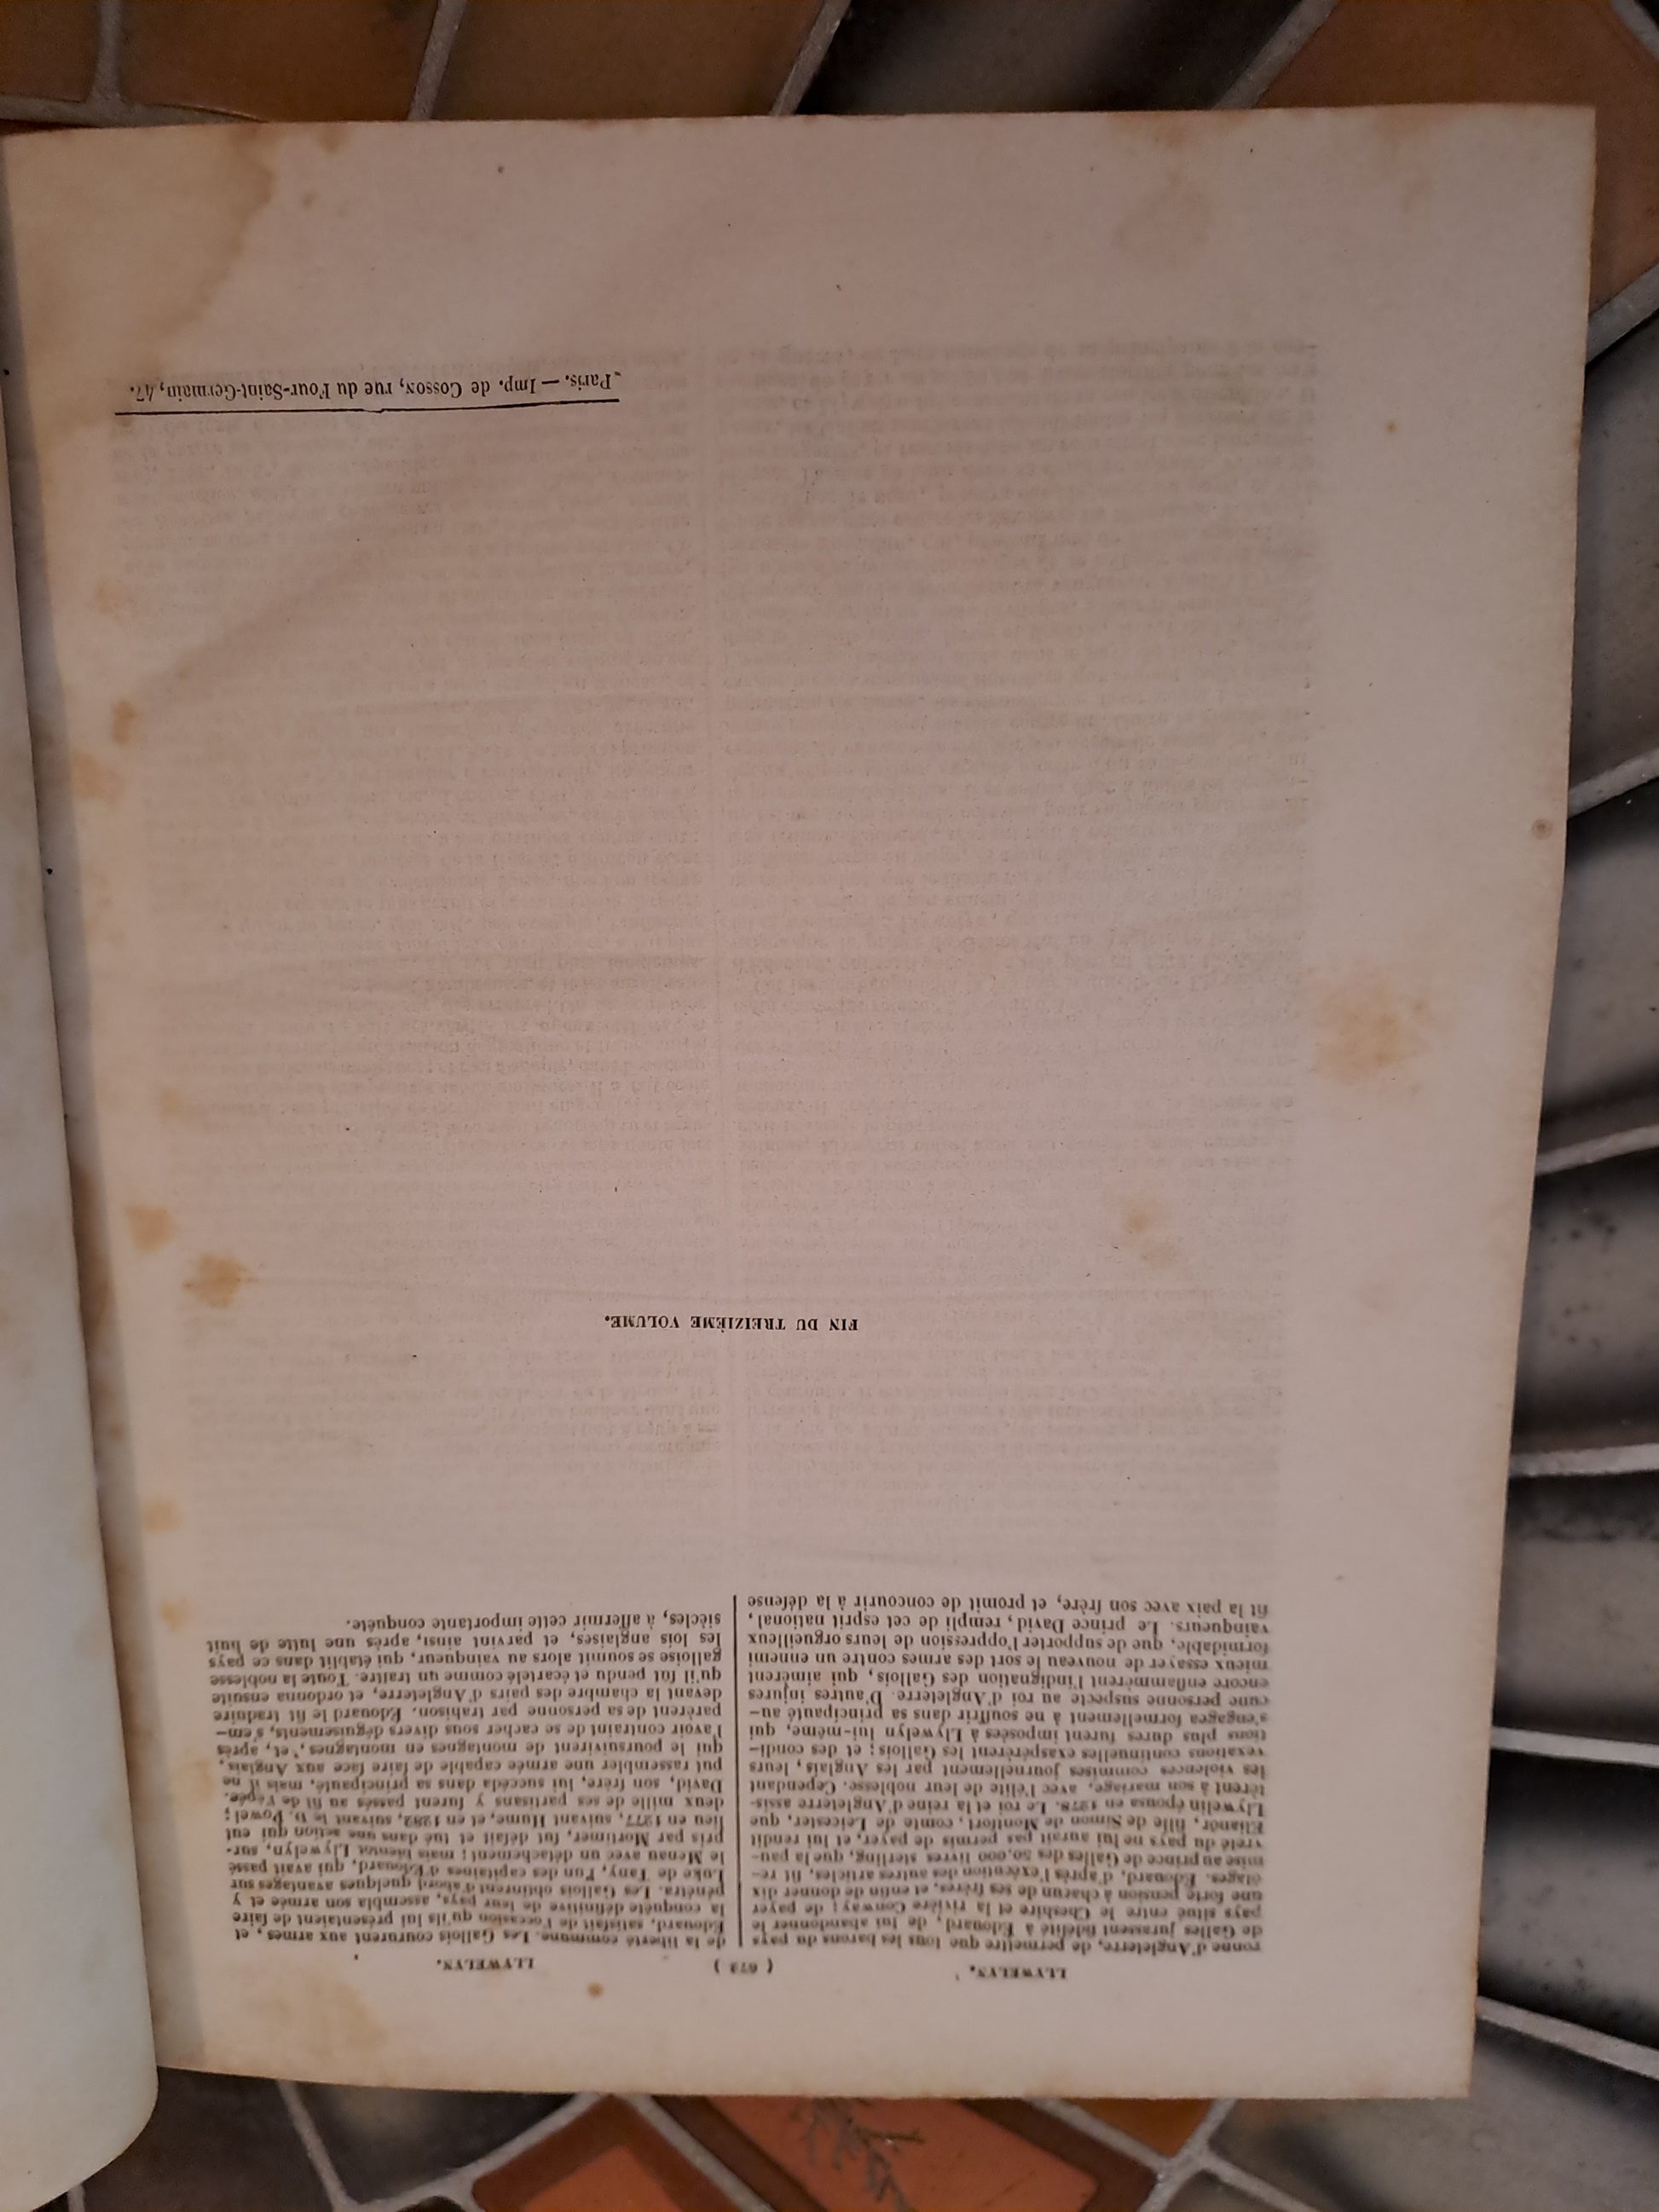 LLYWELYN. ( 672 ) LLYWELYN.
ronne d'Angleterre, de permettre que tous les barons du pays
de Galles jurassent fidélité à Édouard, de lui abandonner le
pays situé entre le Cheshire et la rivière Conway; de payer
une forte pension à chacun de ses frères, et enfin de donner dix
ôtages. Édouard, d'après l'exécution des autres articles, fit re-
mise au prince de Galles des 50,000 livres sterling, que la pau-
vreté du pays ne lui aurait pas permis de payer, et lui rendit
Elianor, fille de Simon de Montfort, comte de Leicester, que
Llywelin épousa en 1278. Le roi et la reine d'Angleterre assis-
tèrent à son mariage, avec l'élite de leur noblesse. Cependant
les violences commises journellement par les Anglais, leurs
vexations continuelles exaspérèrent les Gallois; et des condi-
tions plus dures furent imposées à Llywelyn lui-même, qui
s'engagea formellement à ne souffrir dans sa principauté au-
cune personne suspecte au roi d'Angleterre. D'autres injures
encore enflammèrent l'indignation des Gallois, qui aimèrent
mieux essayer de nouveau le sort des armes contre un ennemi
formidable, que de supporter l'oppression de leurs orgueilleux
vainqueurs. Le prince David, rempli de cet esprit national,
fit la paix avec son frère, et promit de concourir à la défense
de la liberté commune. Les Gallois coururent aux armes, et
Édouard, satisfait de l'occasion qu'ils lui présentaient de faire
la conquête définitive de leur pays, assembla son armée et y
pénétra. Les Gallois obtinrent d'abord quelques avantages sur
Luke de Tany, l'un des capitaines d'Édouard, qui avait passé
le Menau avec un détachement; mais bientôt Llywelyn, sur-
pris par Mortimer, fut défait et tué dans une action qui eut
lieu en 1277, suivant Hume, et en 1282, suivant le D. Powel;
deux mille de ses partisans y furent passés au fil de l'épée.
David, son frère, lui succéda dans sa principauté, mais il ne
put rassembler une armée capable de faire face aux Anglais,
qui le poursuivirent de montagnes en montagnes, et, après
l'avoir contraint de se cacher sous divers déguisements, s'em-
parèrent de sa personne par trahison. Édouard le fit traduire
devant la chambre des pairs d'Angleterre, et ordonna ensuite
qu'il fût pendu et écartelé comme un traître. Toute la noblesse
galloise se soumit alors au vainqueur, qui établit dans ce pays
les lois anglaises, et parvint ainsi, après une lutte de huit
siècles, à affermir cette importante conquête.
FIN DU TREIZIÈME VOLUME.
Paris. — Imp. de COSSON, rue du Four-Saint-Germain, 47.